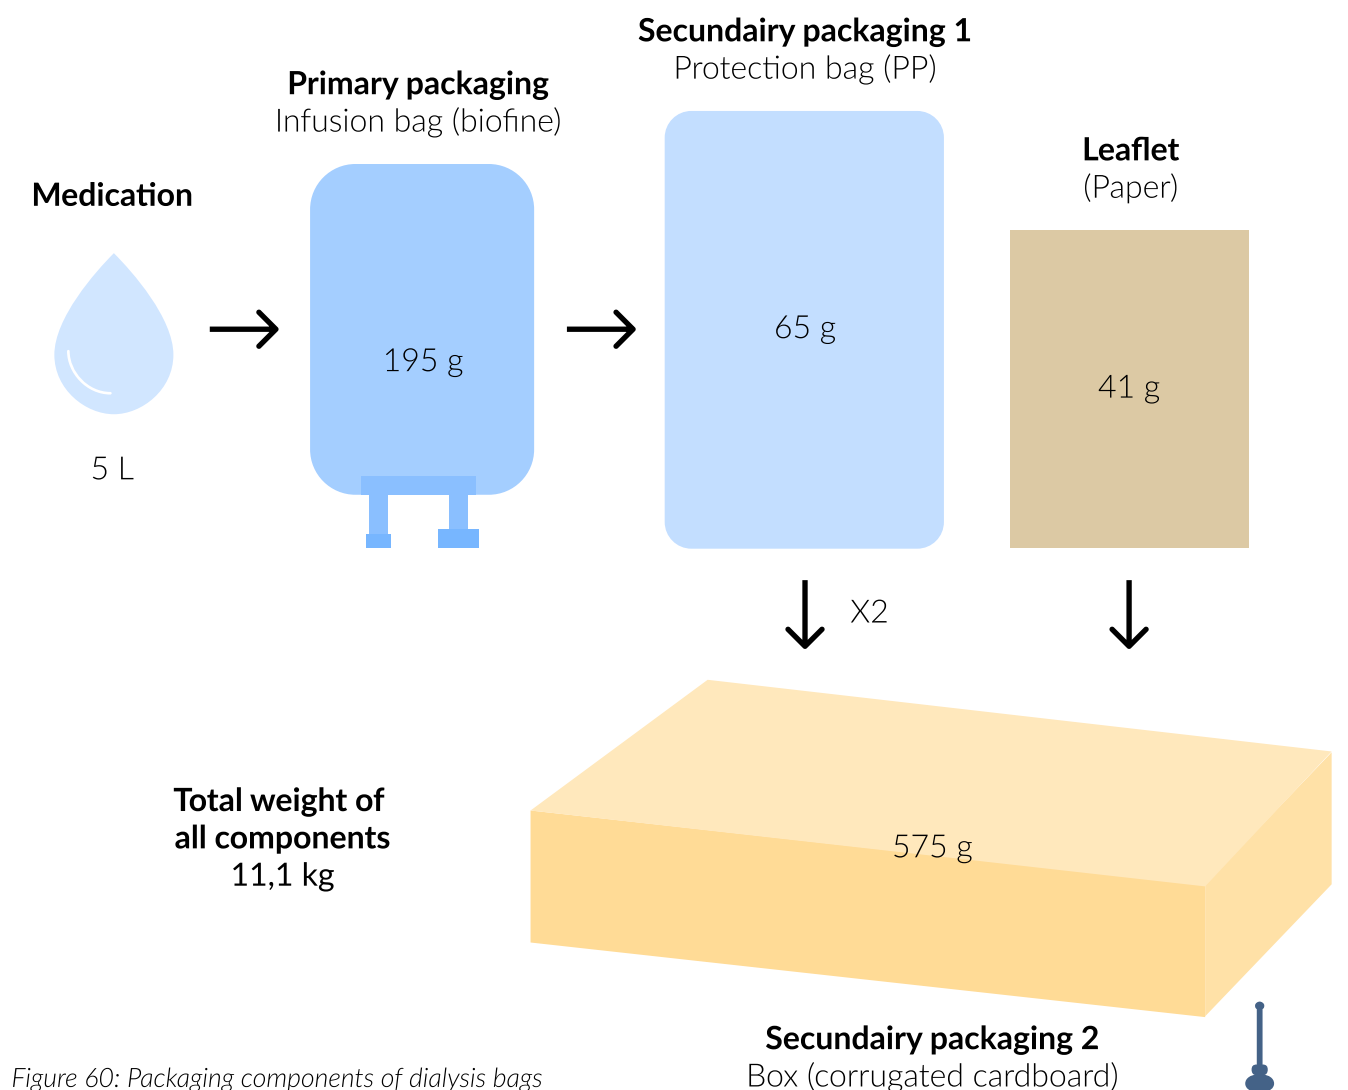 Secundairy packaging 1
Protection bag (PP)
Primary packaging
Infusion bag (biofine)
Leaflet
(Paper)
Medication
65 g
195 g
41 g
5 L
X2
Total weight of
all components
11,1 kg
575 g
Secundairy packaging 2
Box (corrugated cardboard)
Figure 60: Packaging components of dialysis bags